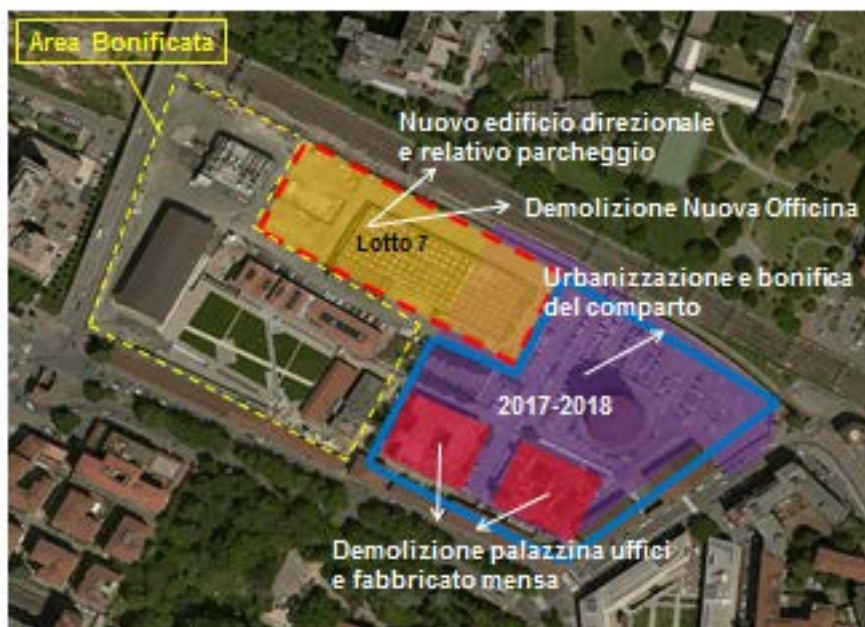 Area Bonificata
Nuovo edificio direzionale
e relativo parcheggio
Demolizione Nuova Officina
Lotto 7
Urbanizzazione e bonifica
del comparto
2017-2018
Demolizione palazzina uffici
e fabbricato mensa